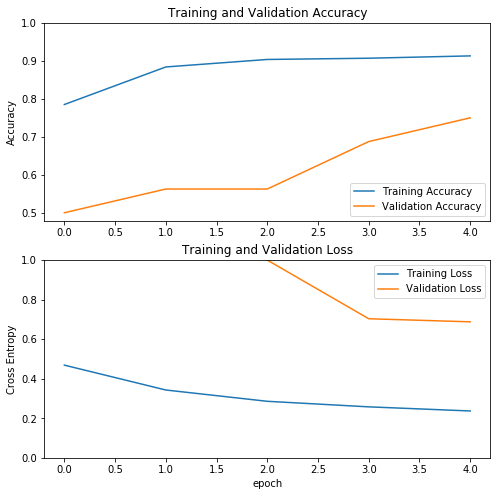 Training and Validation Accuracy
1.0
0.9
0.8
0.7
0.6
0.5
Accuracy
Training Accuracy
Validation Accuracy
0.0 0.5 1.0 1.5 2.0 2.5 3.0 3.5 4.0
Training and Validation Loss
1.0
0.8
0.6
0.4
0.2
0.0
Cross Entropy
Training Loss
Validation Loss
0.0 0.5 1.0 1.5 2.0 2.5 3.0 3.5 4.0
epoch